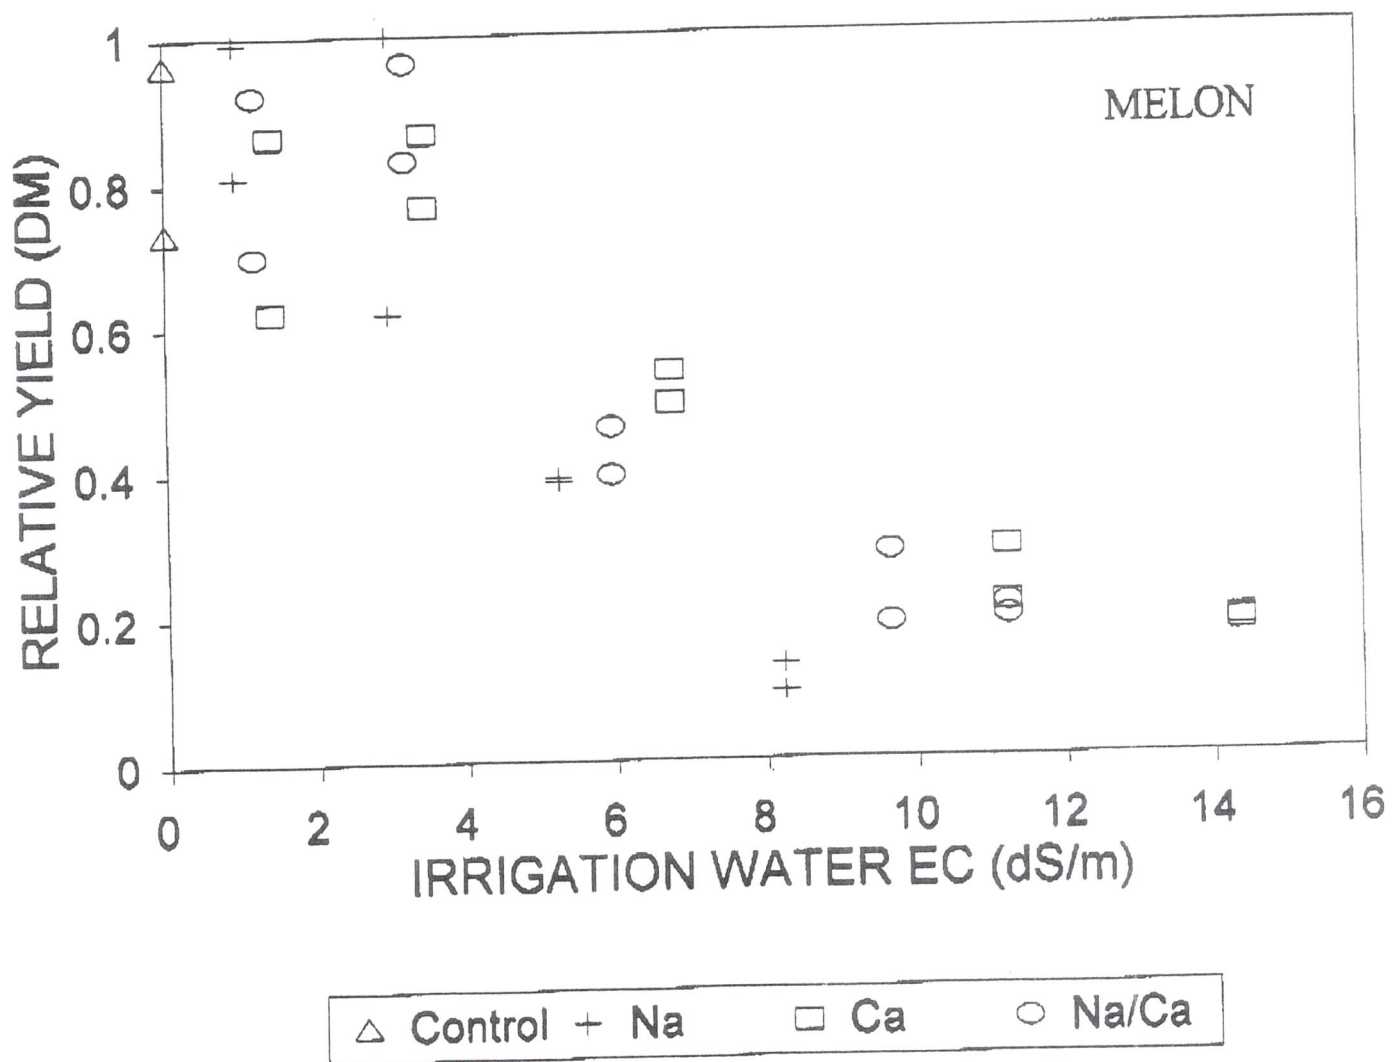 MELON
RELATIVE YIELD (DM)
1
0.8
0.6
0.4
0.2
0
0 2 4 6 8 10 12 14 16
IRRIGATION WATER EC (dS/m)
Control Na Ca Na/Ca